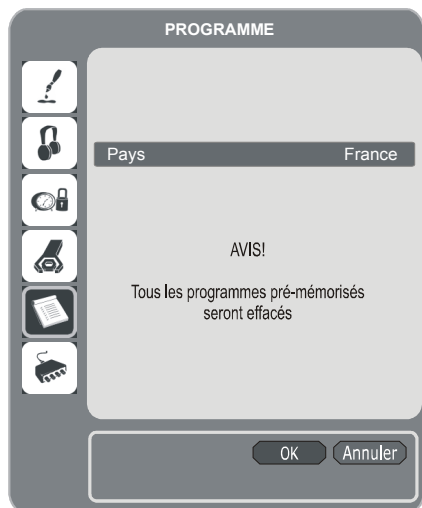 PROGRAMME
Pays France
AVIS!
Tous les programmes pré-mémorisés
seront effacés
OK Annuler